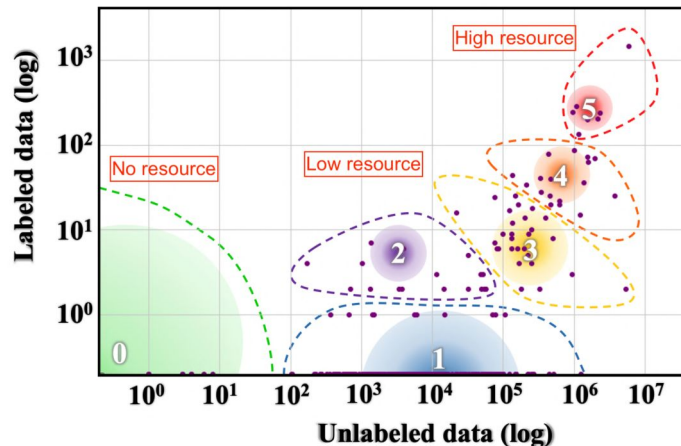 High resource
10³
5
10²
No resource
Low resource
4
10¹
2
3
10⁰
0
1
10⁰ 10¹ 10² 10³ 10⁴ 10⁵ 10⁶ 10⁷
Labeled data (log)
Unlabeled data (log)